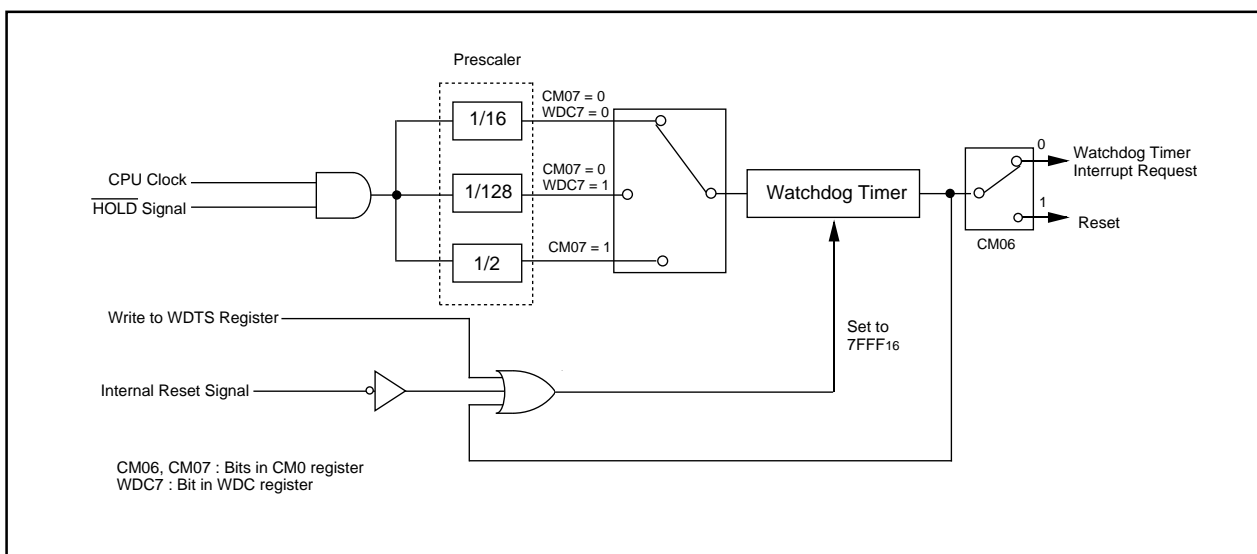 Prescaler
1/16
CM07 = 0
WDC7 = 0
CPU Clock
HOLD Signal
1/128
CM07 = 0
WDC7 = 1
1/2
CM07 = 1
Watchdog Timer
0
Watchdog Timer
Interrupt Request
1
Reset
CM06
Write to WDTS Register
Set to
7FFF16
Internal Reset Signal
CM06, CM07 : Bits in CM0 register
WDC7 : Bit in WDC register